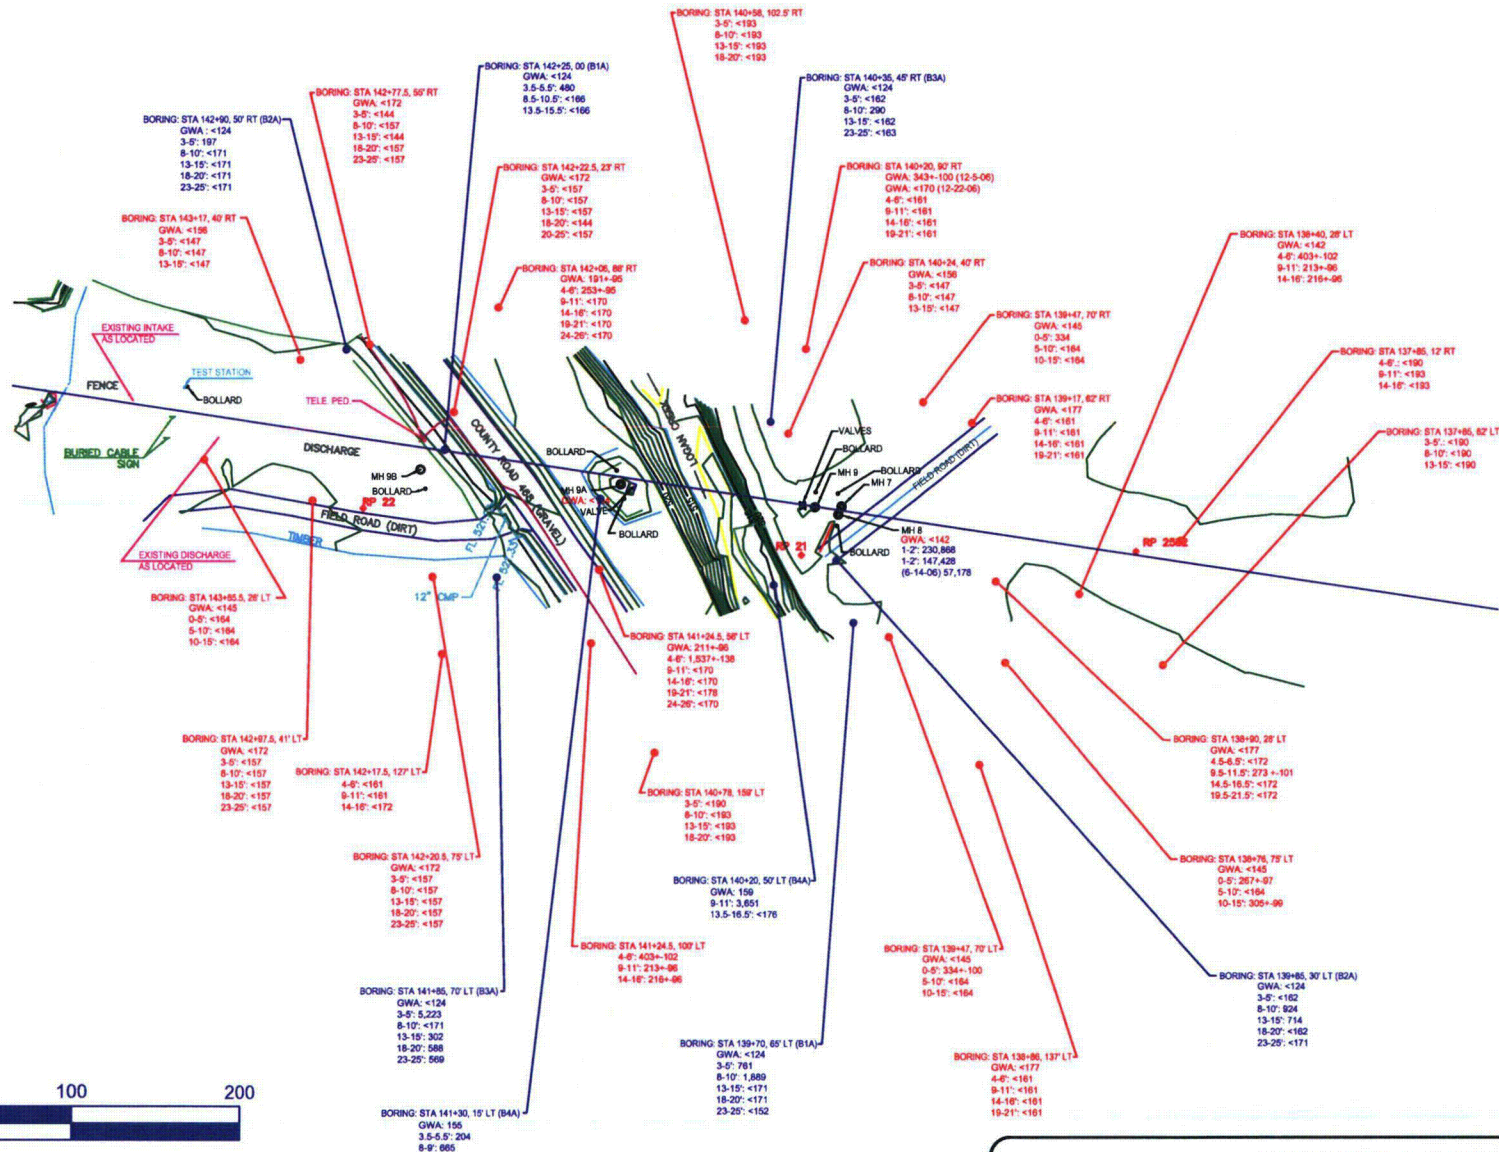 BORING: STA 140+58, 102.5' RT
3-5': <193
8-10': <193
13-15': <193
18-20': <193
BORING: STA 142+25, 00 (B1A)
GWA: <124
3.5-5.5': 480
8.5-10.5': <166
13.5-15.5': <166
BORING: STA 140+35, 45' RT (B3A)
GWA: <124
3-5': <162
8-10': 290
13-15': <162
23-25': <163
BORING: STA 142+77.5, 55' RT
GWA: <172
3-5': <144
8-10': <157
13-15': <144
18-20': <157
23-25': <157
BORING: STA 142+90, 50' RT (B2A)
GWA : <124
3-5': 197
8-10': <171
13-15': <171
18-20': <171
23-25': <171
BORING: STA 142+22.5, 23' RT
GWA: <172
3-5': <157
8-10': <157
13-15': <157
18-20': <144
20-25': <157
BORING: STA 140+20, 90' RT
GWA: 343+-100 (12-5-06)
GWA: <170 (12-22-06)
4-6': <161
9-11': <161
14-16': <161
19-21': <161
BORING: STA 143+17, 40' RT
GWA: <156
3-5': <147
8-10': <147
13-15': <147
BORING: STA 138+40, 28' LT
GWA: <142
4-6': 403+-102
9-11': 213+-96
14-16': 216+-96
BORING: STA 142+06, 88' RT
GWA: 191+-95
4-6': 253+-95
9-11': <170
14-16': <170
19-21': <170
24-26': <170
BORING: STA 140+24, 40' RT
GWA: <156
3-5': <147
8-10': <147
13-15': <147
BORING: STA 139+47, 70' RT
GWA: <145
0-5': 334
5-10': <164
10-15': <164
BORING: STA 137+85, 12' RT
4-6'.: <190
9-11': <193
14-16': <193
EXISTING INTAKE
AS LOCATED
TEST STATION
FENCE
BOLLARD
TELE. PED.
BORING: STA 139+17, 62' RT
GWA: <177
4-6': <161
9-11': <161
14-16': <161
19-21': <161
BORING: STA 137+65, 82' LT
3-5'.: <190
8-10': <190
13-15': <190
BURIED CABLE
SIGN
DISCHARGE
COUNTY ROAD 46B (GRAVEL)
LOGAN CREEK
BOLLARD
MH 9B
BOLLARD
RP 22
MH 9A
VALVE
BOLLARD
VALVES
BOLLARD
MH 9
BOLLARD
MH 7
FIELD ROAD (DIRT)
FIELD ROAD (DIRT)
TIMBER
12" CMP
RP 21
MH 8
GWA: <142
1-2': 230,868
1-2': 147,428
(6-14-06) 57,178
BOLLARD
RP 2592
EXISTING DISCHARGE
AS LOCATED
BORING: STA 143+65.5, 26' LT
GWA: <145
0-5': <164
5-10': <164
10-15': <164
BORING: STA 141+24.5, 56' LT
GWA: 211+-96
4-6': 1,537+-138
9-11': <170
14-16': <170
19-21': <178
24-26': <170
BORING: STA 142+97.5, 41' LT
GWA: <172
3-5': <157
8-10': <157
13-15': <157
18-20': <157
23-25': <157
BORING: STA 142+17.5, 127' LT
4-6': <161
9-11': <161
14-16': <172
BORING: STA 138+90, 28' LT
GWA: <177
4.5-6.5': <172
9.5-11.5': 273 +-101
14.5-16.5': <172
19.5-21.5': <172
BORING: STA 140+78, 159' LT
3-5': <190
8-10': <193
13-15': <193
18-20': <193
BORING: STA 142+20.5, 75' LT
GWA: <172
3-5': <157
8-10': <157
13-15': <157
18-20': <157
23-25': <157
BORING: STA 140+20, 50' LT (B4A)
GWA: 159
9-11': 3,651
13.5-16.5': <176
BORING: STA 138+76, 75' LT
GWA: <145
0-5': 267+-97
5-10': <164
10-15': 305+-99
BORING: STA 141+24.5, 100' LT
4-6': 403+-102
9-11': 213+-96
14-16': 216+-96
BORING: STA 139+47, 70' LT
GWA: <145
0-5': 334+-100
5-10': <164
10-15': <164
BORING: STA 139+85, 30' LT (B2A)
GWA: <124
3-5': <162
8-10': 924
13-15': 714
18-20': <162
23-25': <171
BORING: STA 141+85, 70' LT (B3A)
GWA: <124
3-5': 5,223
8-10': <171
13-15': 302
18-20': 588
23-25': 569
BORING: STA 139+70, 65' LT (B1A)
GWA: <124
3-5': 761
8-10': 1,889
13-15': <171
18-20': <171
23-25': <152
BORING: STA 138+86, 137' LT
GWA: <177
4-6': <161
9-11': <161
14-16': <161
19-21': <161
100
200
BORING: STA 141+30, 15' LT (B4A)
GWA: 155
3.5-5.5': 204
8-9': 665